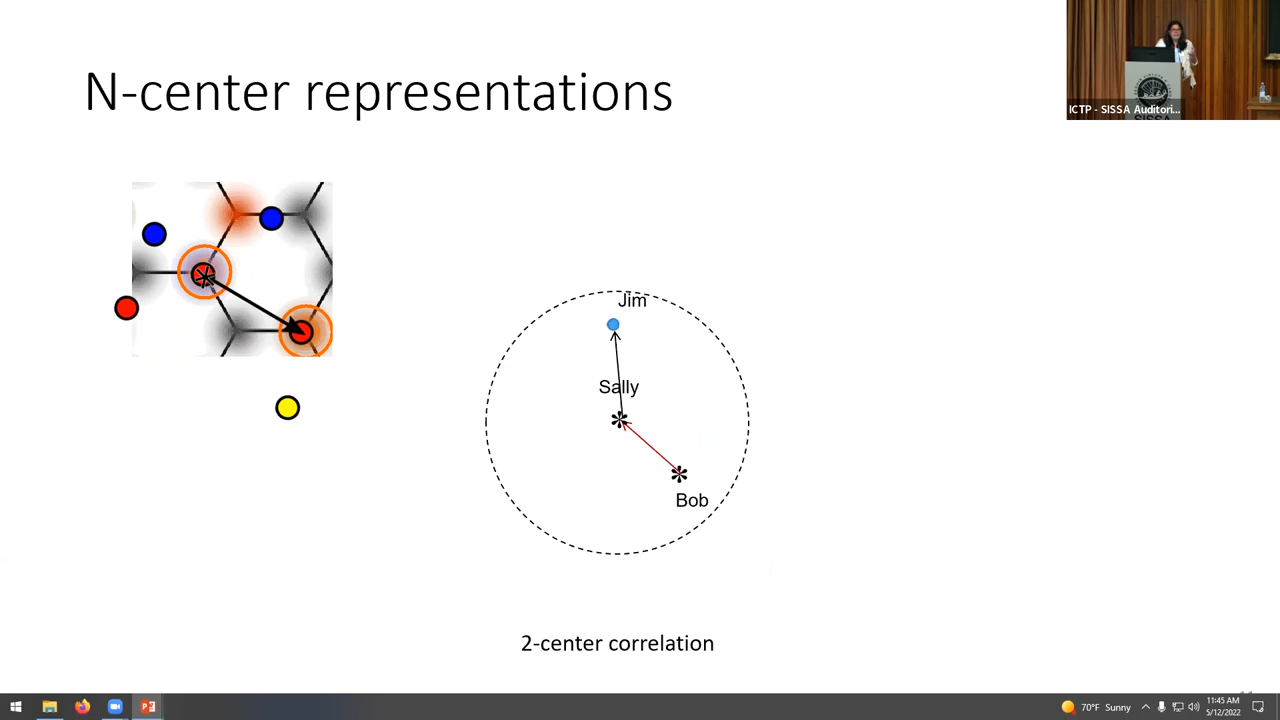 N-center representations
ICTP - SISSA Auditori...
SISSA
Jim
Sally
Bob
2-center correlation
70°F Sunny
11:45 AM
5/12/2022